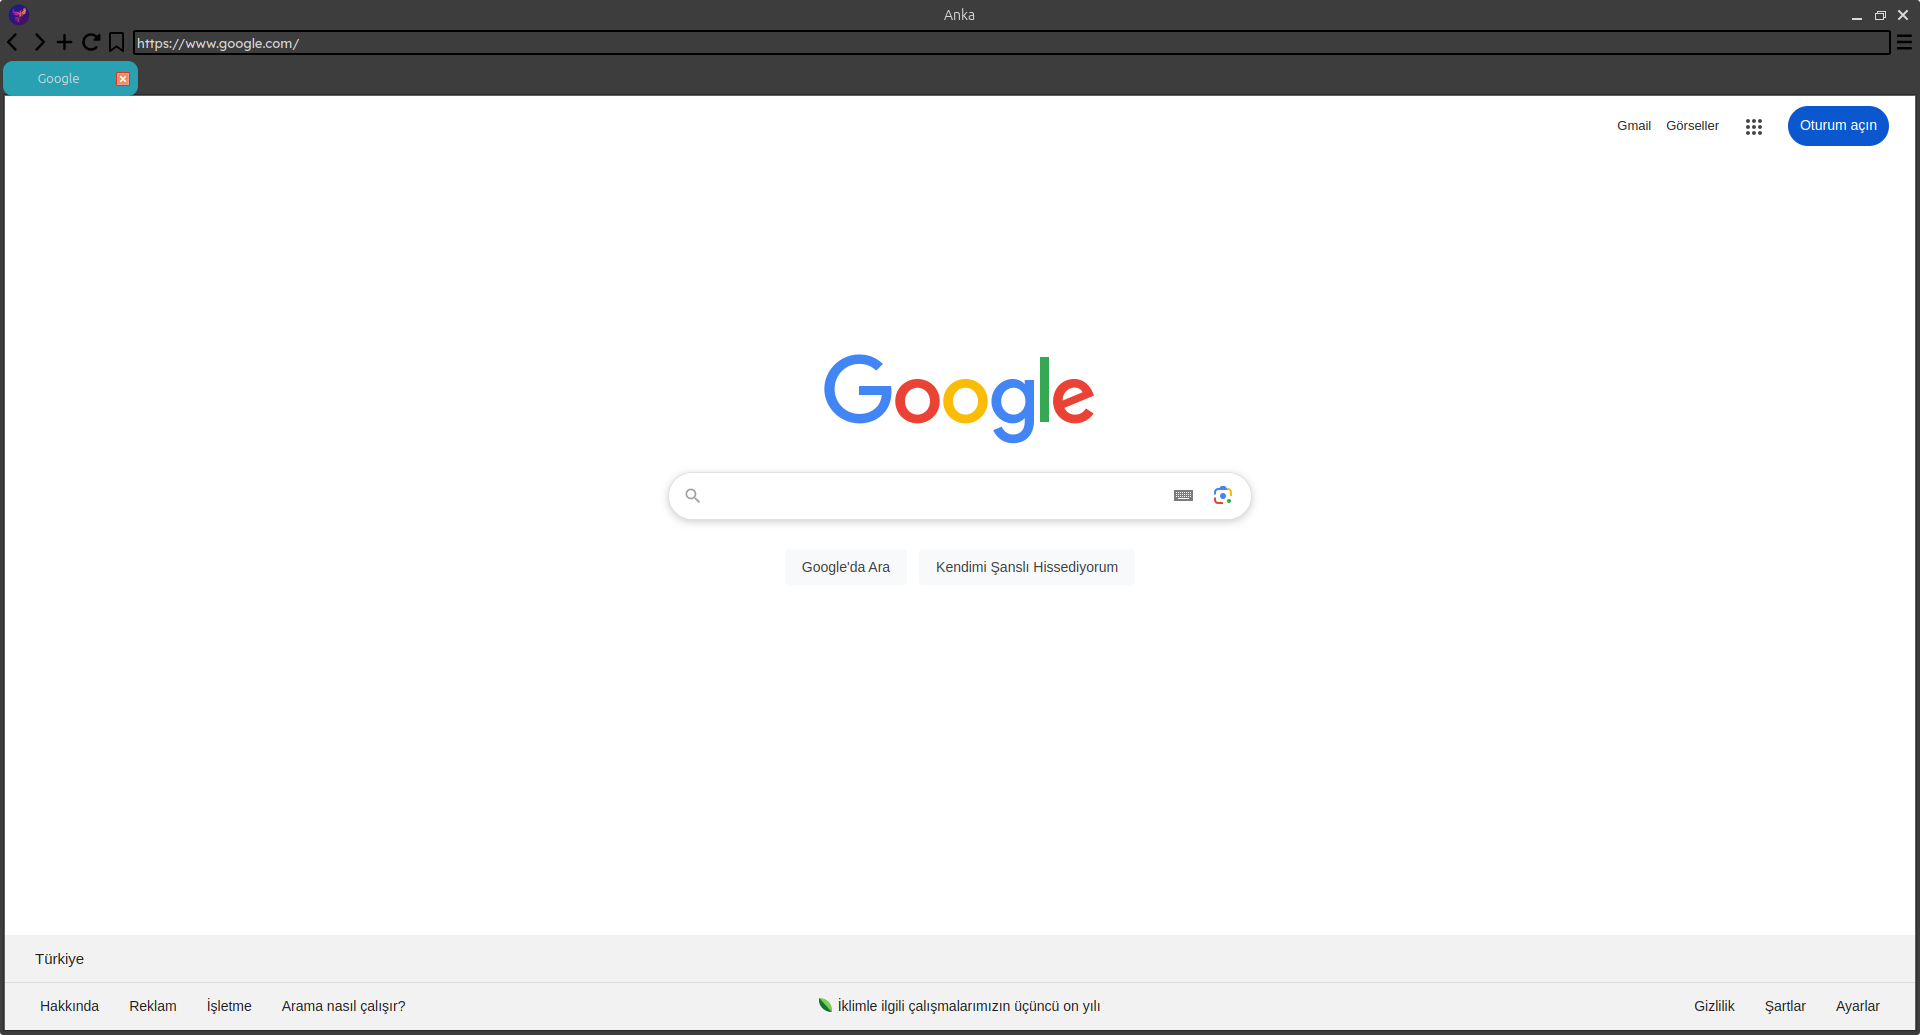 Anka
https://www.google.com/
Google
Gmail Görseller Oturum açın
Google
Google'da Ara Kendimi Şanslı Hissediyorum
Türkiye
Hakkında Reklam İşletme Arama nasıl çalışır? İklimle ilgili çalışmalarımızın üçüncü on yılı Gizlilik Şartlar Ayarlar